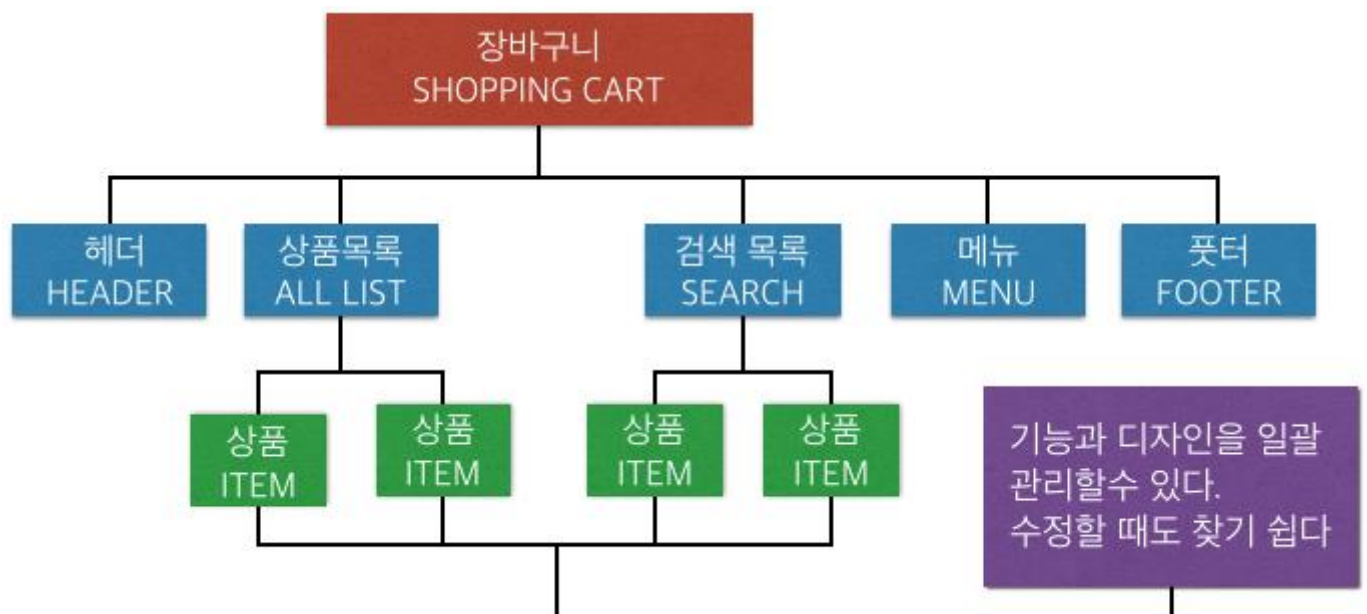 장바구니
SHOPPING CART
헤더
HEADER
상품목록
ALL LIST
검색 목록
SEARCH
메뉴
MENU
풋터
FOOTER
상품
ITEM
상품
ITEM
상품
ITEM
상품
ITEM
기능과 디자인을 일괄
관리할수 있다.
수정할 때도 찾기 쉽다